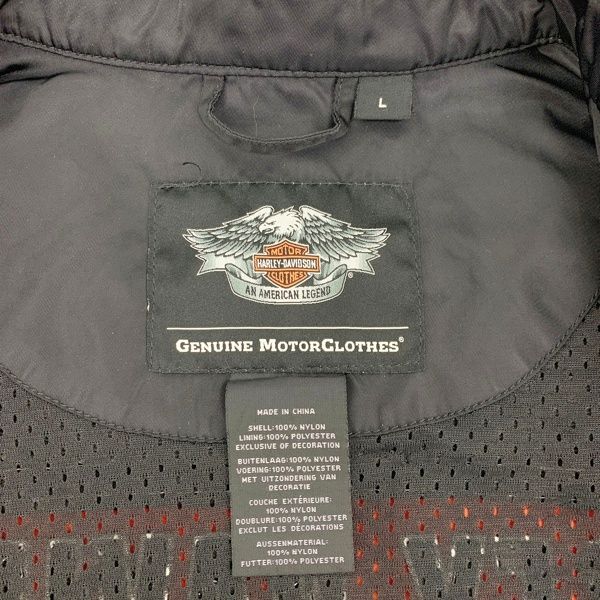 L
MOTOR
HARLEY-DAVIDSON
CLOTHES
®
AN AMERICAN LEGEND
GENUINE MOTORCLOTHES®
MADE IN CHINA
SHELL:100% NYLON
LINING:100% POLYESTER
EXCLUSIVE OF DECORATION
BUITENLAAG:100% NYLON
VOERING:100% POLYESTER
MET UITZONDERING VAN
DECORATIE
COUCHE EXTÉRIEURE:
100% NYLON
DOUBLURE:100% POLYESTER
EXCLUT LES DÉCORATIONS
AUSSENMATERIAL:
100% NYLON
FUTTER:100% POLYESTER